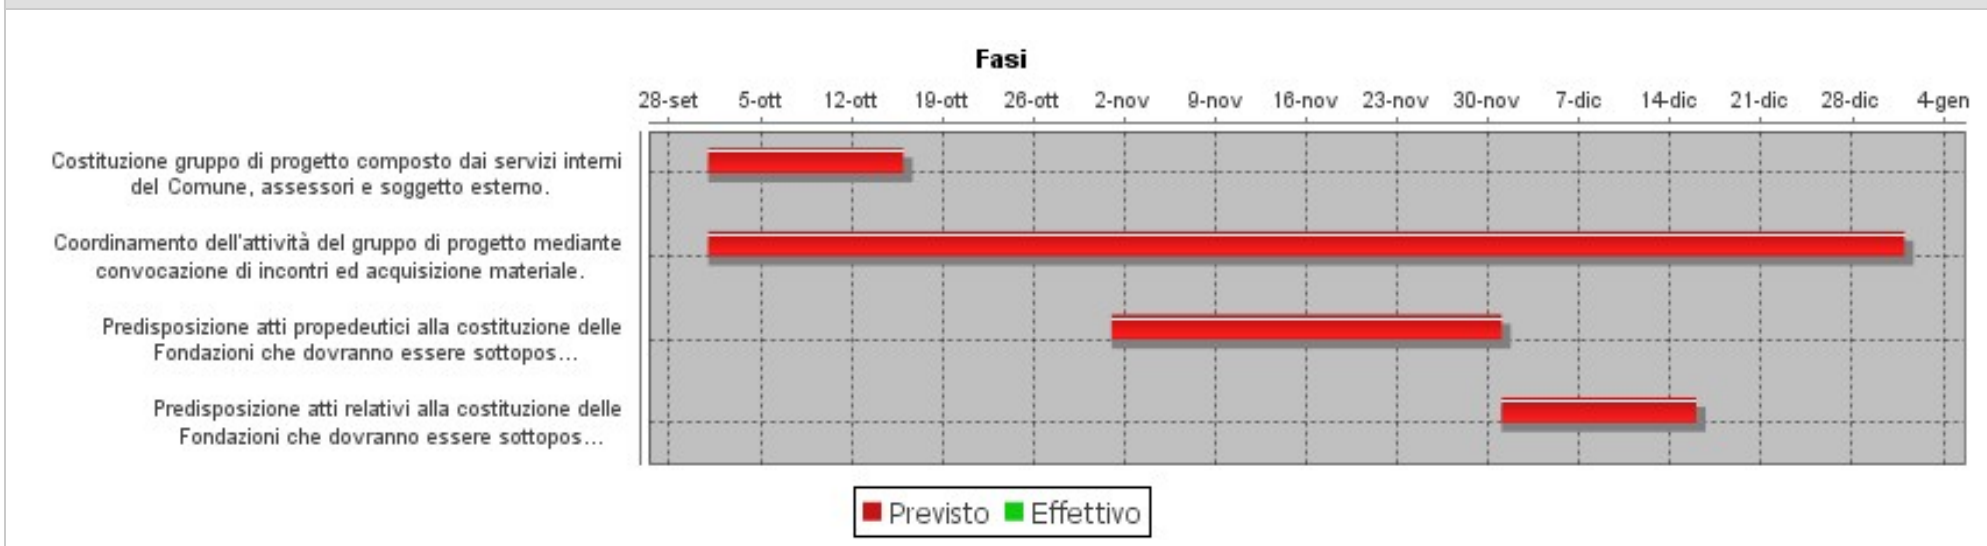 Fasi
28-set 5-ott 12-ott 19-ott 26-ott 2-nov 9-nov 16-nov 23-nov 30-nov 7-dic 14-dic 21-dic 28-dic 4-gen
Costituzione gruppo di progetto composto dai servizi interni
del Comune, assessori e soggetto esterno.
Coordinamento dell'attività del gruppo di progetto mediante
convocazione di incontri ed acquisizione materiale.
Predisposizione atti propedeutici alla costituzione delle
Fondazioni che dovranno essere sottopos...
Predisposizione atti relativi alla costituzione delle
Fondazioni che dovranno essere sottopos...
Previsto Effettivo